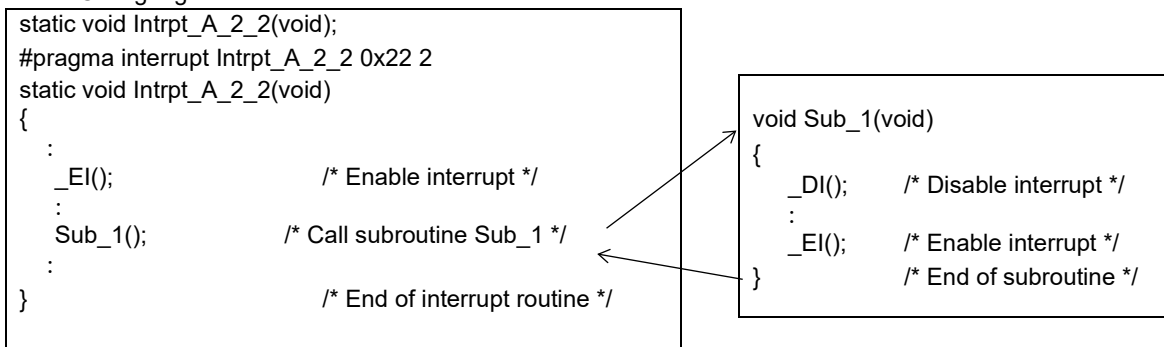 static void Intrpt_A_2_2(void);
#pragma interrupt Intrpt_A_2_2 0x22 2
static void Intrpt_A_2_2(void)
{
:
_EI(); /* Enable interrupt */
:
Sub_1(); /* Call subroutine Sub_1 */
:
} /* End of interrupt routine */
void Sub_1(void)
{
_DI(); /* Disable interrupt */
:
_EI(); /* Enable interrupt */
} /* End of subroutine */